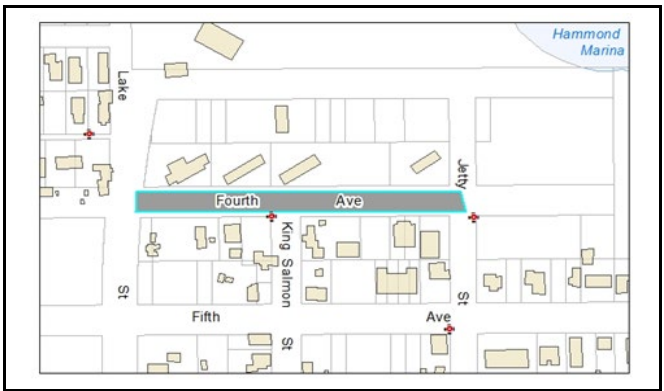 Hammond
Marina
Lake
Jetty
Fourth Ave
King Salmon
St
St
Fifth Ave
St